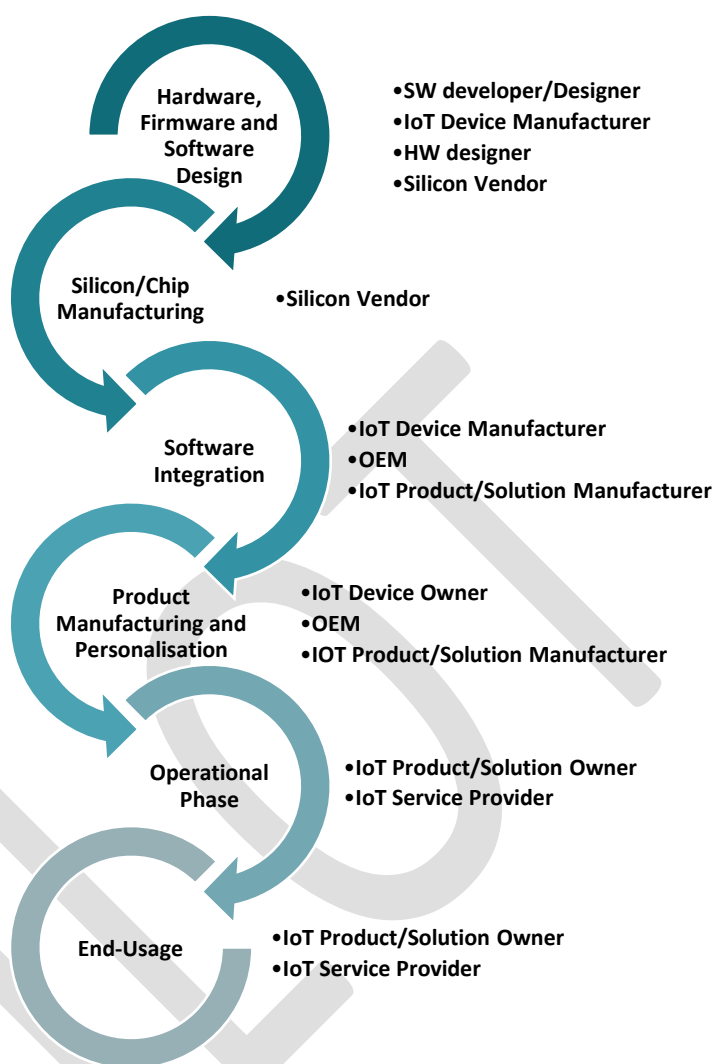 Hardware,
Firmware and
Software
Design
•SW developer/Designer
•IoT Device Manufacturer
•HW designer
•Silicon Vendor
Silicon/Chip
Manufacturing
•Silicon Vendor
Software
Integration
•IoT Device Manufacturer
•OEM
•IoT Product/Solution Manufacturer
Product
Manufacturing and
Personalisation
•IoT Device Owner
•OEM
•IOT Product/Solution Manufacturer
Operational
Phase
•IoT Product/Solution Owner
•IoT Service Provider
End-Usage
•IoT Product/Solution Owner
•IoT Service Provider